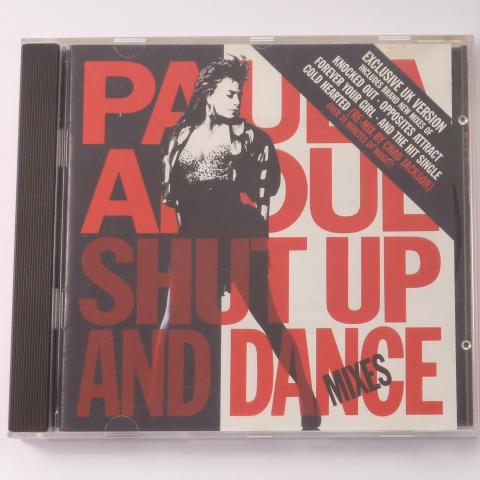 PAULA
ABDUL
SHUT UP
AND DANCE
MIXES
EXCLUSIVE UK VERSION
INCLUDES BRAND NEW MIXES OF
KNOCKED OUT · OPPOSITES ATTRACT
FOREVER YOUR GIRL · AND THE HIT SINGLE
COLD HEARTED (RE-MIX BY CHAD JACKSON)
OVER 70 MINUTES OF MUSIC!!